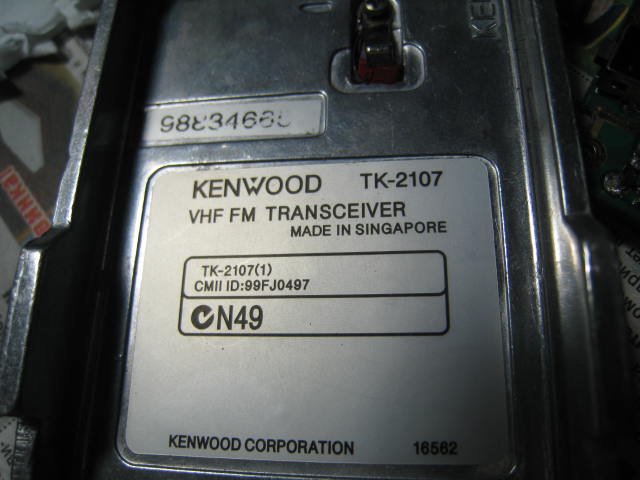 KENWOOD TK-2107
VHF FM TRANSCEIVER
MADE IN SINGAPORE
TK-2107(1)
CMII ID:99FJ0497
N49
KENWOOD CORPORATION 16562